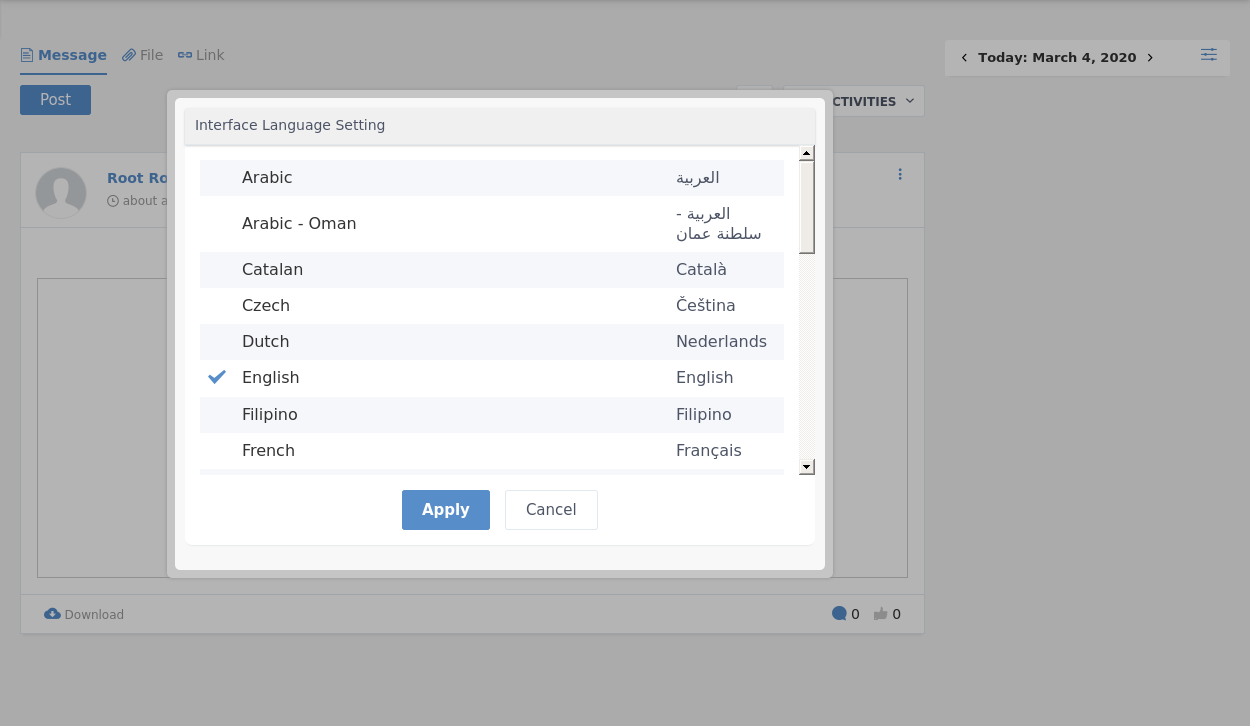 Message File Link
Today: March 4, 2020
Post
CTIVITIES
Interface Language Setting
Arabic العربية
Arabic - Oman العربية -
سلطنة عمان
Catalan Català
Czech Čeština
Dutch Nederlands
English English
Filipino Filipino
French Français
Apply Cancel
Root Ro
about a
Download 0 0